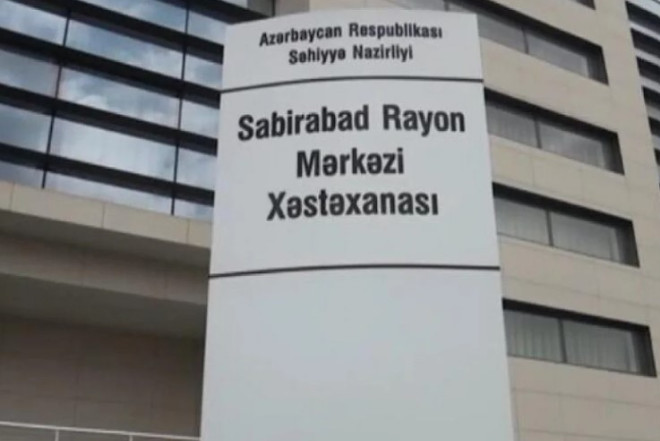 Azərbaycan Respublikası
Səhiyyə Nazirliyi
Sabirabad Rayon
Mərkəzi
Xəstəxanası